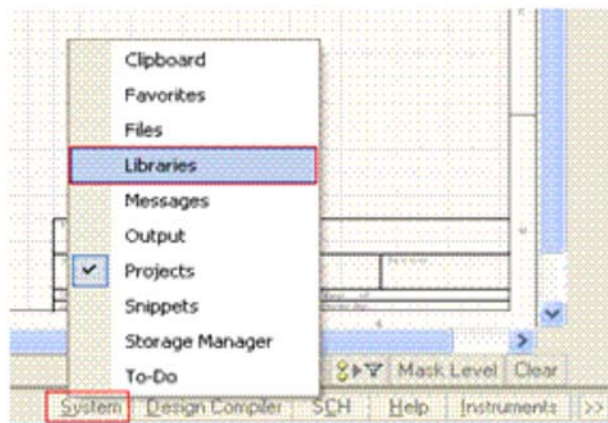 Clipboard
Favorites
Files
Libraries
Messages
Output
Projects
Snippets
Storage Manager
To-Do
Mask Level Clear
System Design Compiler SCH Help Instruments >>